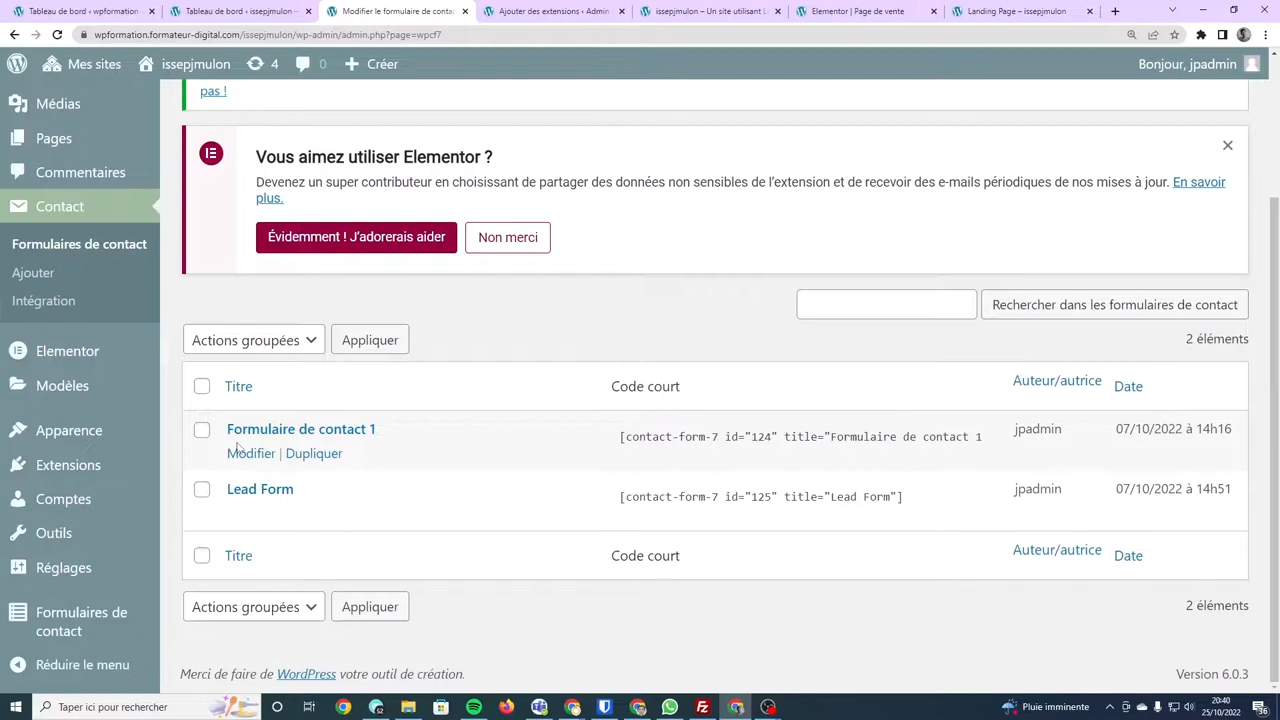 Tableau de bord ‹ issepjmulon —
Tableau de bord ‹ issepjmulon —
Modifier le formulaire de contact
Ajouter des extensions ‹ Admin
issepjmulon – Un site utilisant
Elementor | Page de vente
Landing Page – issepjmulon
wpformation.formateur-digital.com/issepjmulon/wp-admin/admin.php?page=wpcf7
Mes sites
issepjmulon
4
0
Créer
Bonjour, jpadmin
Médias
Pages
Commentaires
Contact
Formulaires de contact
Ajouter
Intégration
Elementor
Modèles
Apparence
Extensions
Comptes
Outils
Réglages
Formulaires de
contact
Réduire le menu
pas !
Vous aimez utiliser Elementor ?
Devenez un super contributeur en choisissant de partager des données non sensibles de l’extension et de recevoir des e-mails périodiques de nos mises à jour. En savoir
plus.
Évidemment ! J’adorerais aider
Non merci
Rechercher dans les formulaires de contact
Actions groupées
Appliquer
2 éléments
Titre
Code court
Auteur/autrice
Date
Formulaire de contact 1
[contact-form-7 id="124" title="Formulaire de contact 1
jpadmin
07/10/2022 à 14h16
Modifier | Dupliquer
Lead Form
[contact-form-7 id="125" title="Lead Form"]
jpadmin
07/10/2022 à 14h51
Titre
Code court
Auteur/autrice
Date
Actions groupées
Appliquer
2 éléments
Merci de faire de WordPress votre outil de création.
Version 6.0.3
Taper ici pour rechercher
Pluie imminente
20:40
25/10/2022
36